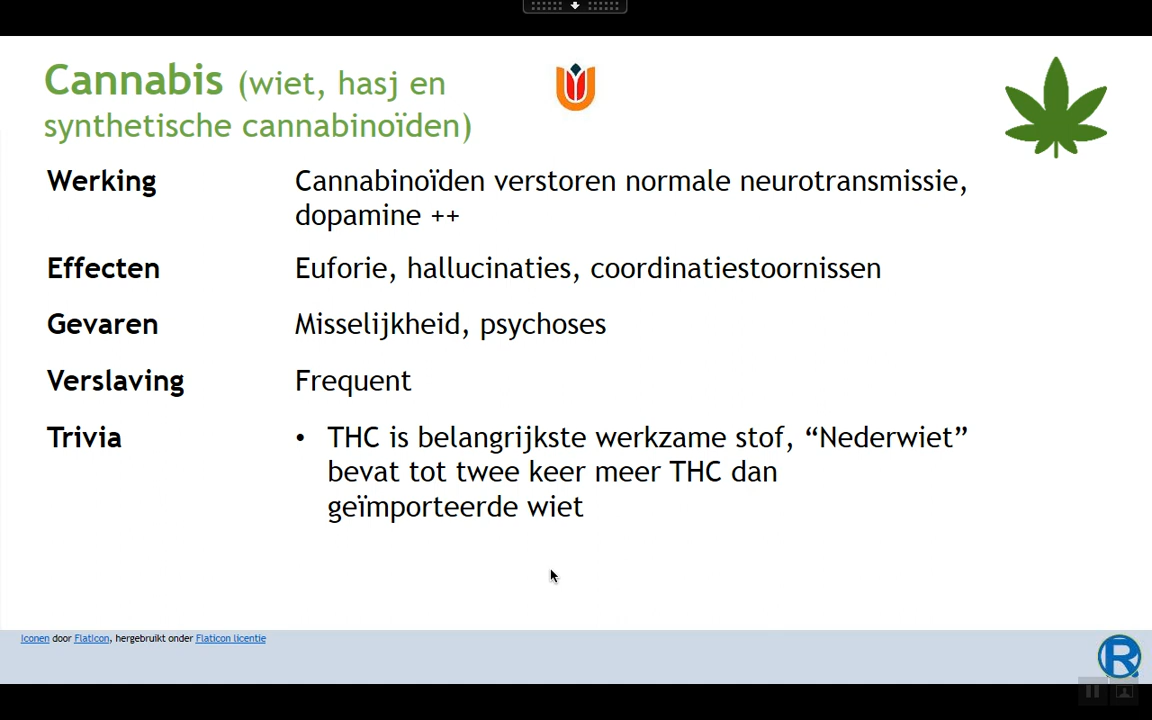 Cannabis (wiet, hasj en
synthetische cannabinoïden)
Werking
Cannabinoïden verstoren normale neurotransmissie,
dopamine ++
Effecten
Euforie, hallucinaties, coordinatiestoornissen
Gevaren
Misselijkheid, psychoses
Verslaving
Frequent
Trivia
• THC is belangrijkste werkzame stof, “Nederwiet”
bevat tot twee keer meer THC dan
geïmporteerde wiet
Iconen door Flaticon, hergebruikt onder Flaticon licentie
R